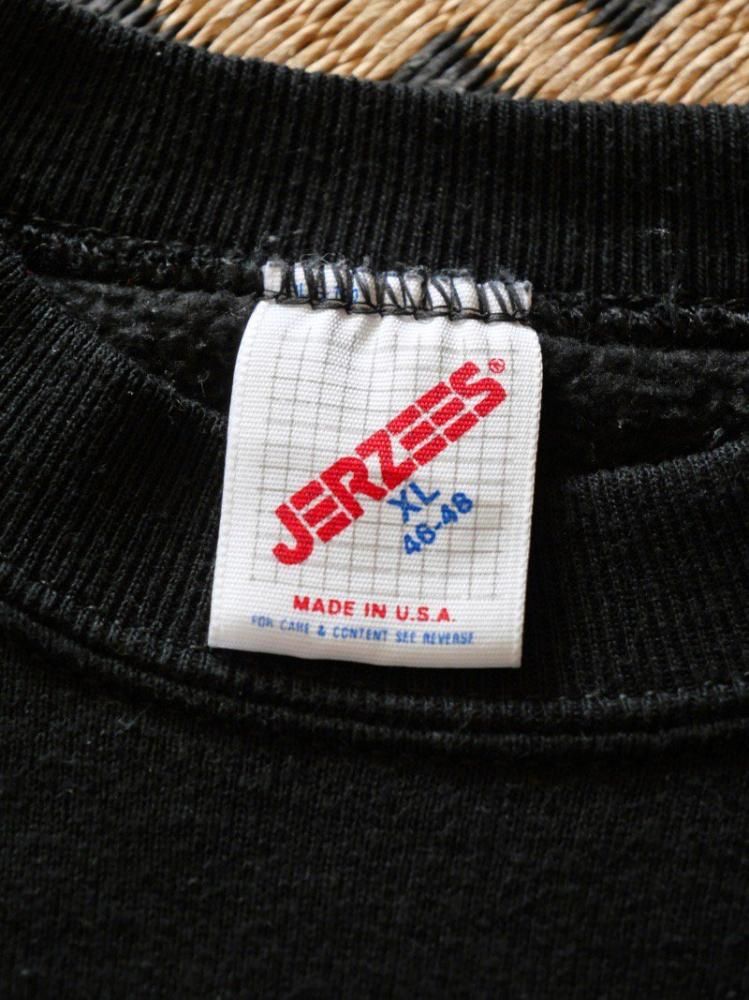 JERZEES®
XL
46-48
MADE IN U.S.A.
FOR CARE & CONTENT SEE REVERSE